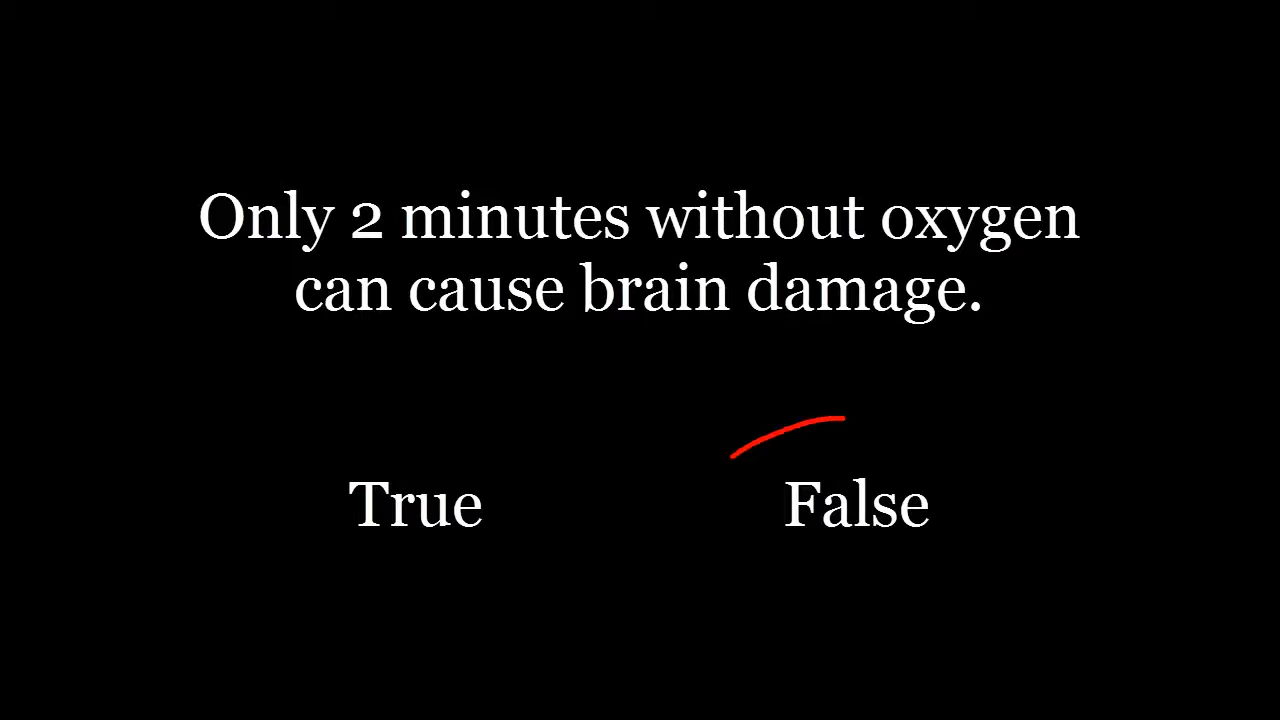 Only 2 minutes without oxygen
can cause brain damage.
True
False